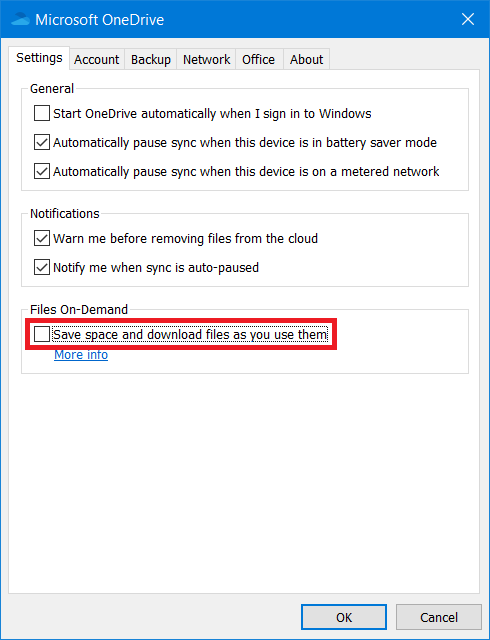 Microsoft OneDrive
Settings Account Backup Network Office About
General
Start OneDrive automatically when I sign in to Windows
Automatically pause sync when this device is in battery saver mode
Automatically pause sync when this device is on a metered network
Notifications
Warn me before removing files from the cloud
Notify me when sync is auto-paused
Files On-Demand
Save space and download files as you use them
More info
OK Cancel